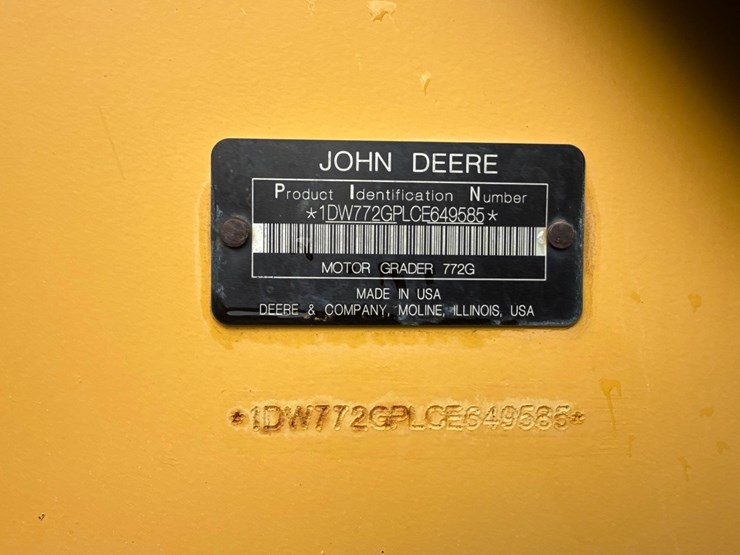 JOHN DEERE
Product Identification Number
*1DW772GPLCE649585*
MOTOR GRADER 772G
MADE IN USA
DEERE & COMPANY, MOLINE, ILLINOIS, USA
*1DW772GPLCE649585*